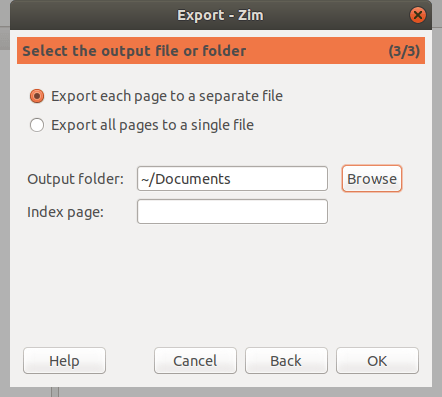 Export - Zim
Select the output file or folder (3/3)
Export each page to a separate file
Export all pages to a single file
Output folder: ~/Documents Browse
Index page:
Help Cancel Back OK